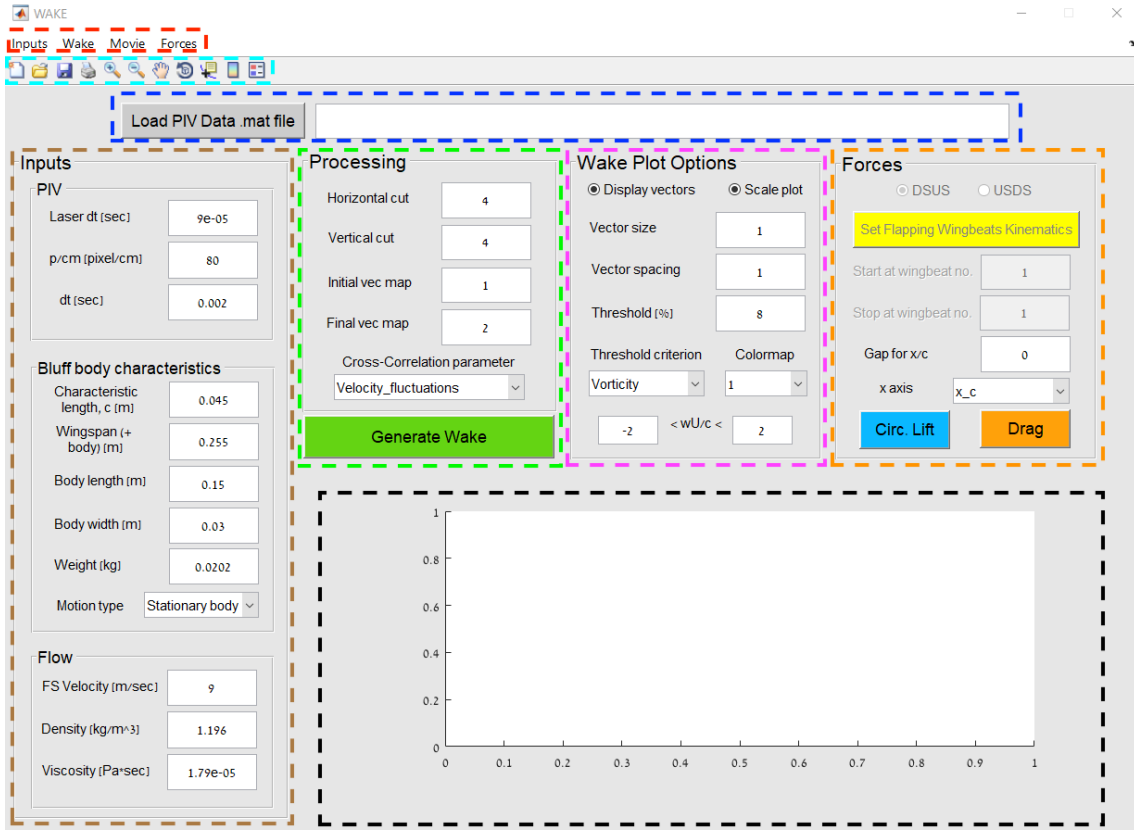 WAKE
Inputs Wake Movie Forces
Load PIV Data .mat file
Inputs
PIV
Laser dt [sec] 9e-05
p/cm [pixel/cm] 80
dt [sec] 0.002
Bluff body characteristics
Characteristic
length, c [m] 0.045
Wingspan (+
body) [m] 0.255
Body length [m] 0.15
Body width [m] 0.03
Weight [kg] 0.0202
Motion type Stationary body
Flow
FS Velocity [m/sec] 9
Density [kg/m^3] 1.196
Viscosity [Pa*sec] 1.79e-05
Processing
Horizontal cut 4
Vertical cut 4
Initial vec map 1
Final vec map 2
Cross-Correlation parameter
Velocity_fluctuations
Generate Wake
Wake Plot Options
Display vectors Scale plot
Vector size 1
Vector spacing 1
Threshold [%] 8
Threshold criterion Colormap
Vorticity 1
-2 < wU/c < 2
Forces
DSUS USDS
Set Flapping Wingbeats Kinematics
Start at wingbeat no. 1
Stop at wingbeat no. 1
Gap for x/c 0
x axis x_c
Circ. Lift Drag
1
0.8
0.6
0.4
0.2
0
0 0.1 0.2 0.3 0.4 0.5 0.6 0.7 0.8 0.9 1